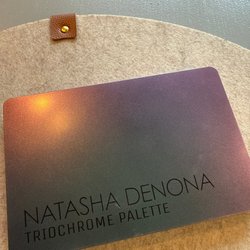 NATASHA DENONA
TRIOCHROME PALETTE